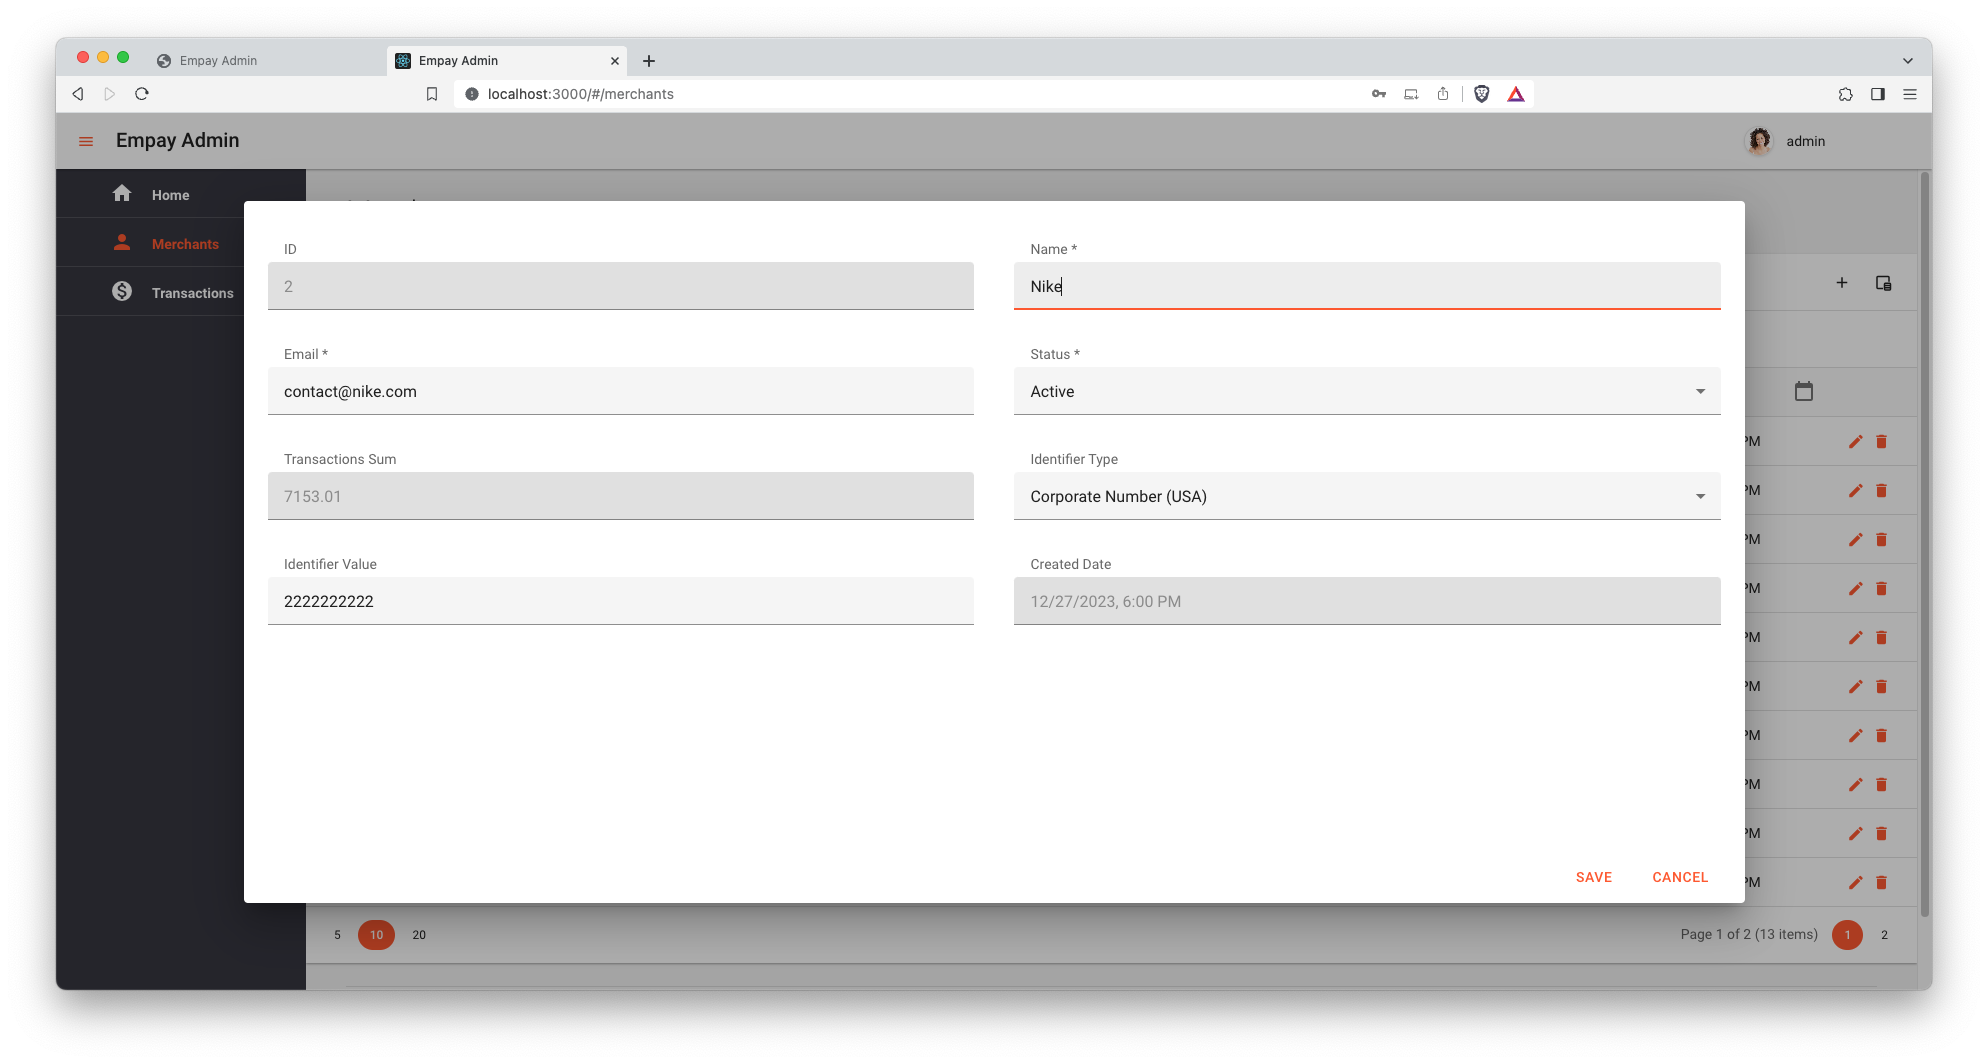 Empay Admin
Empay Admin
localhost:3000/#/merchants
Empay Admin
admin
Home
Merchants
Transactions
ID
2
Name *
Nike
Email *
contact@nike.com
Status *
Active
Transactions Sum
7153.01
Identifier Type
Corporate Number (USA)
Identifier Value
2222222222
Created Date
12/27/2023, 6:00 PM
PM
PM
PM
PM
PM
PM
PM
PM
PM
PM
SAVE
CANCEL
5
10
20
Page 1 of 2 (13 items)
1
2